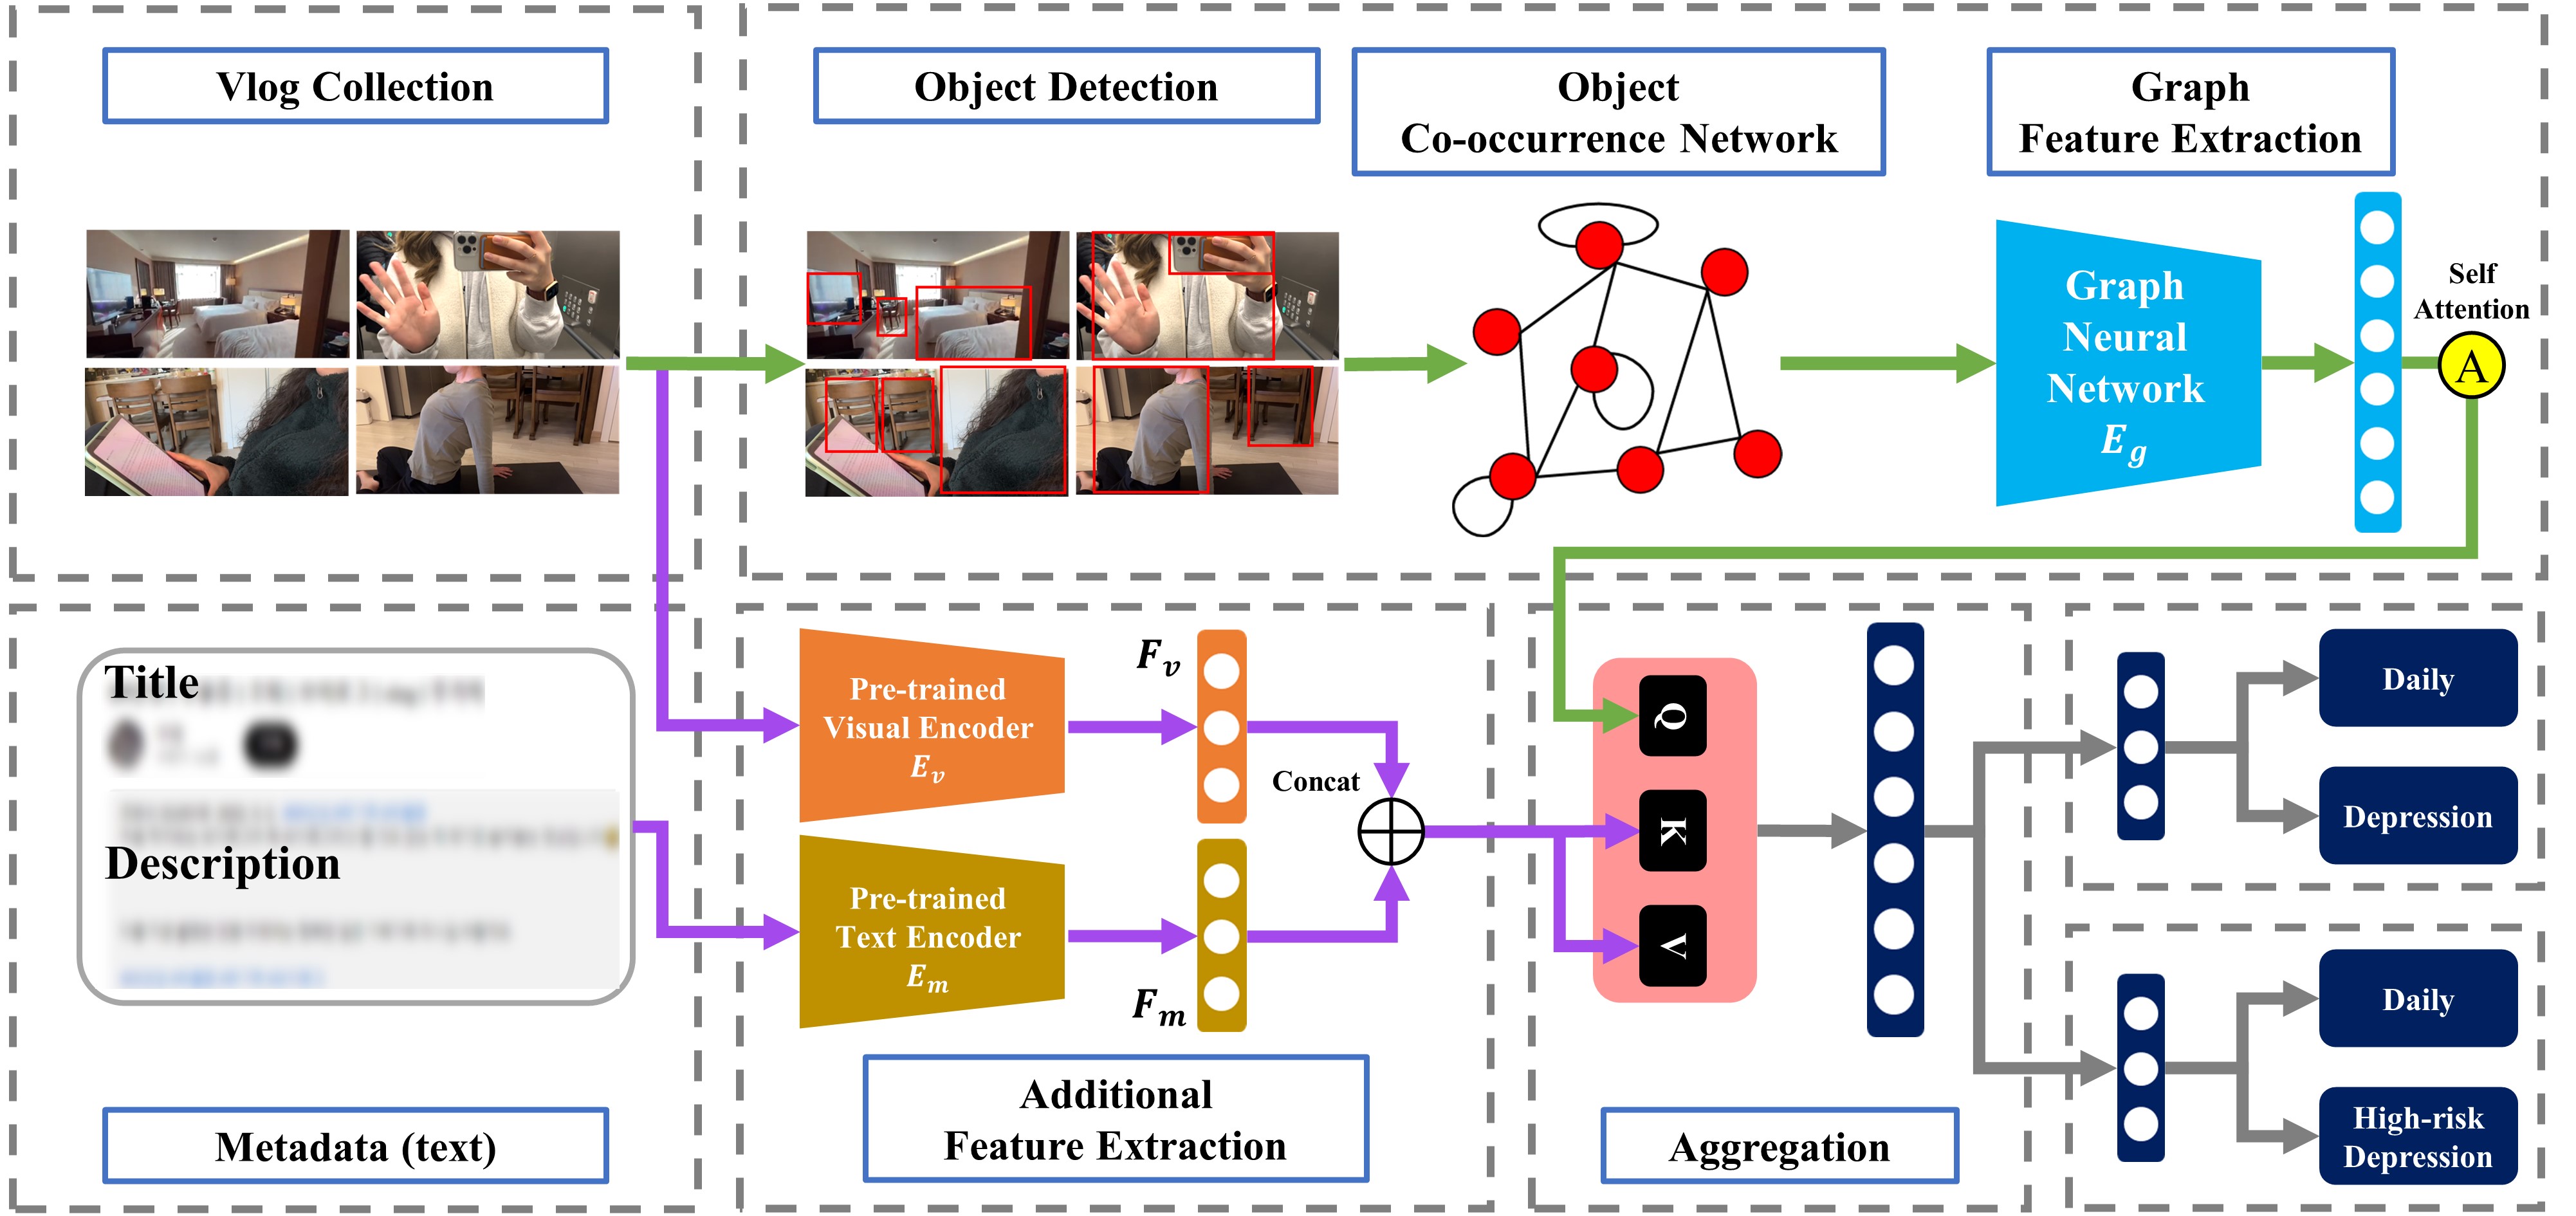 Vlog Collection
Object Detection
Object
Co-occurrence Network
Graph
Feature Extraction
Graph
Neural
Network
E_g
Self
Attention
A
Title
Description
Metadata (text)
Pre-trained
Visual Encoder
E_v
F_v
Pre-trained
Text Encoder
E_m
F_m
Concat
Additional
Feature Extraction
Q
K
V
Aggregation
Daily
Depression
Daily
High-risk
Depression